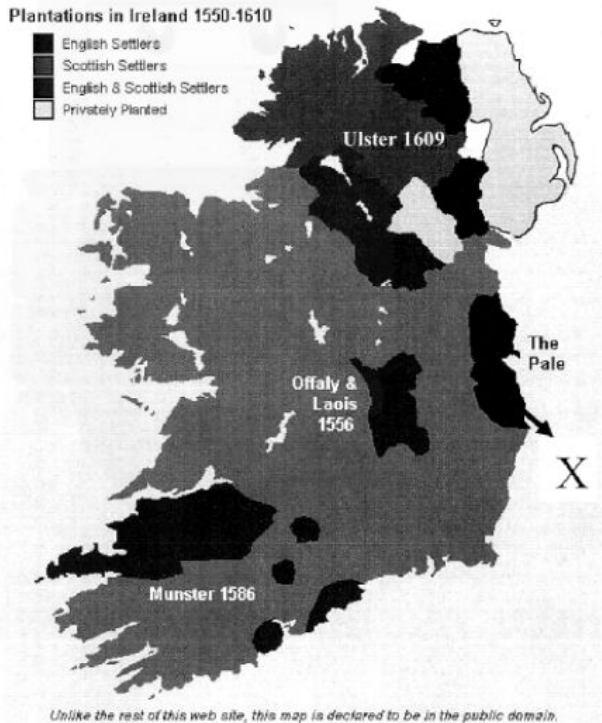 Plantations in Ireland 1550-1610
English Settlers
Scottish Settlers
English & Scottish Settlers
Privately Planted
Ulster 1609
The
Pale
Offaly &
Laois
1556
X
Munster 1586
Unlike the rest of this web site, this map is declared to be in the public domain.